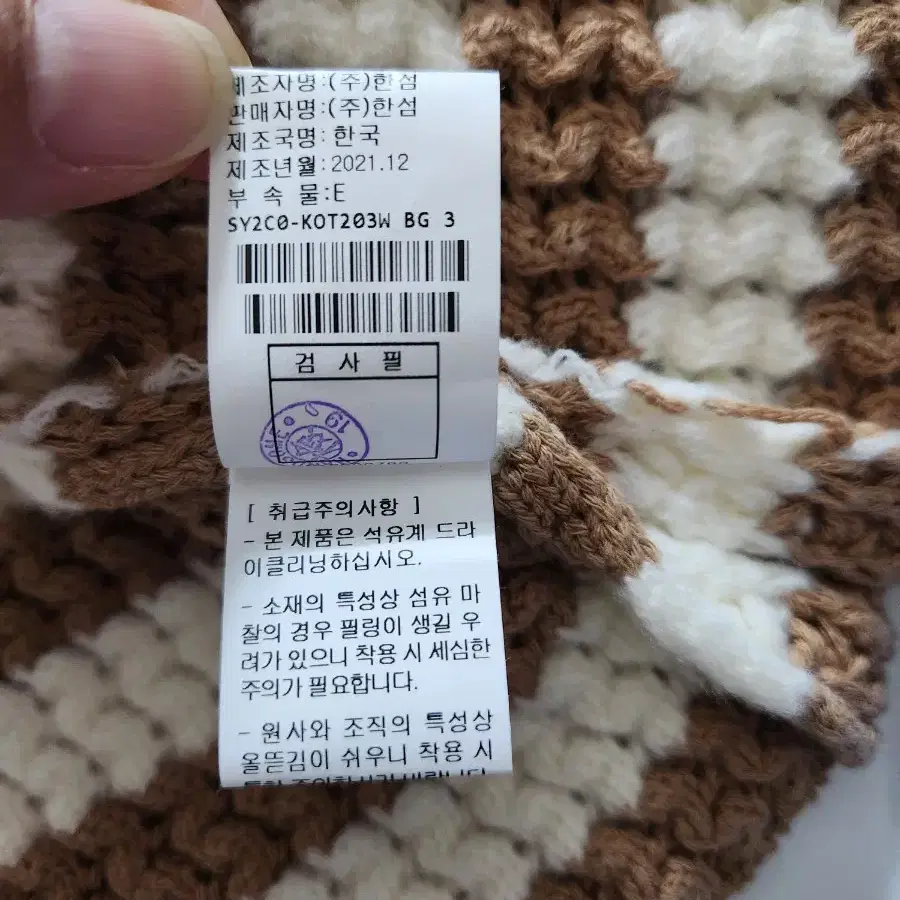 제조자명:(주)한섬
판매자명:(주)한섬
제조국명: 한국
제조년월: 2021.12
부 속 물:E
SY2C0-KOT203W BG 3
검 사 필
19
[ 취급주의사항 ]
- 본 제품은 석유계 드라
이클리닝하십시오.
- 소재의 특성상 섬유 마
찰의 경우 필링이 생길 우
려가 있으니 착용 시 세심한
주의가 필요합니다.
- 원사와 조직의 특성상
올뜯김이 쉬우니 착용 시